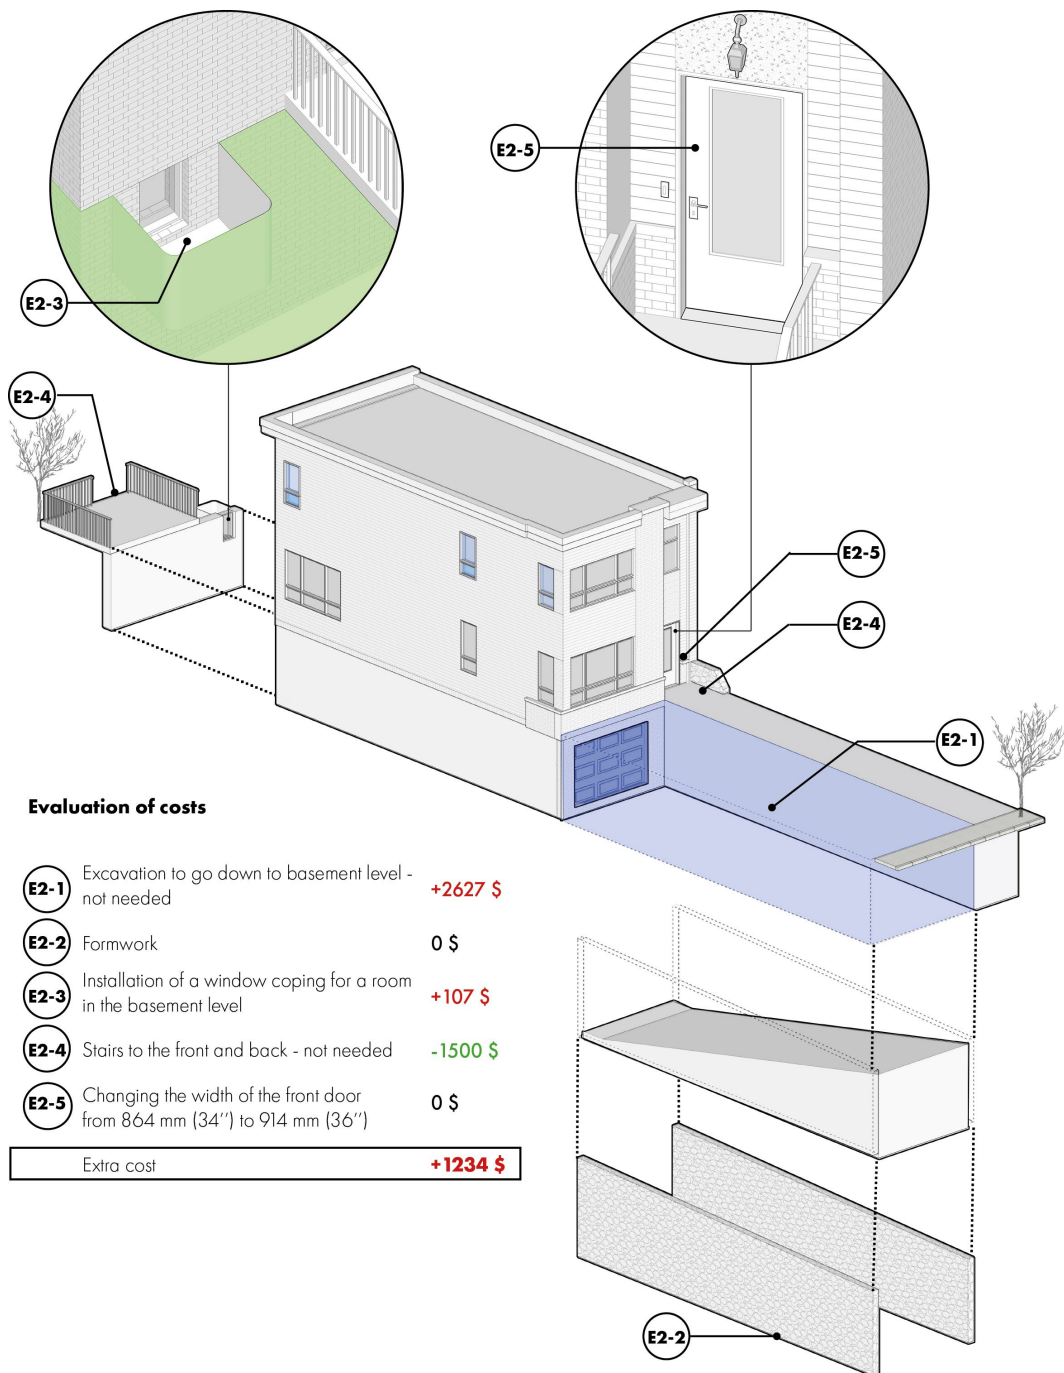 E2-5
E2-3
E2-4
E2-5
E2-4
E2-1
Evaluation of costs
E2-1 Excavation to go down to basement level - +2627 $
not needed
E2-2 Formwork 0 $
E2-3 Installation of a window coping for a room +107 $
in the basement level
E2-4 Stairs to the front and back - not needed -1500 $
E2-5 Changing the width of the front door 0 $
from 864 mm (34’’) to 914 mm (36’’)
Extra cost +1234 $
E2-2